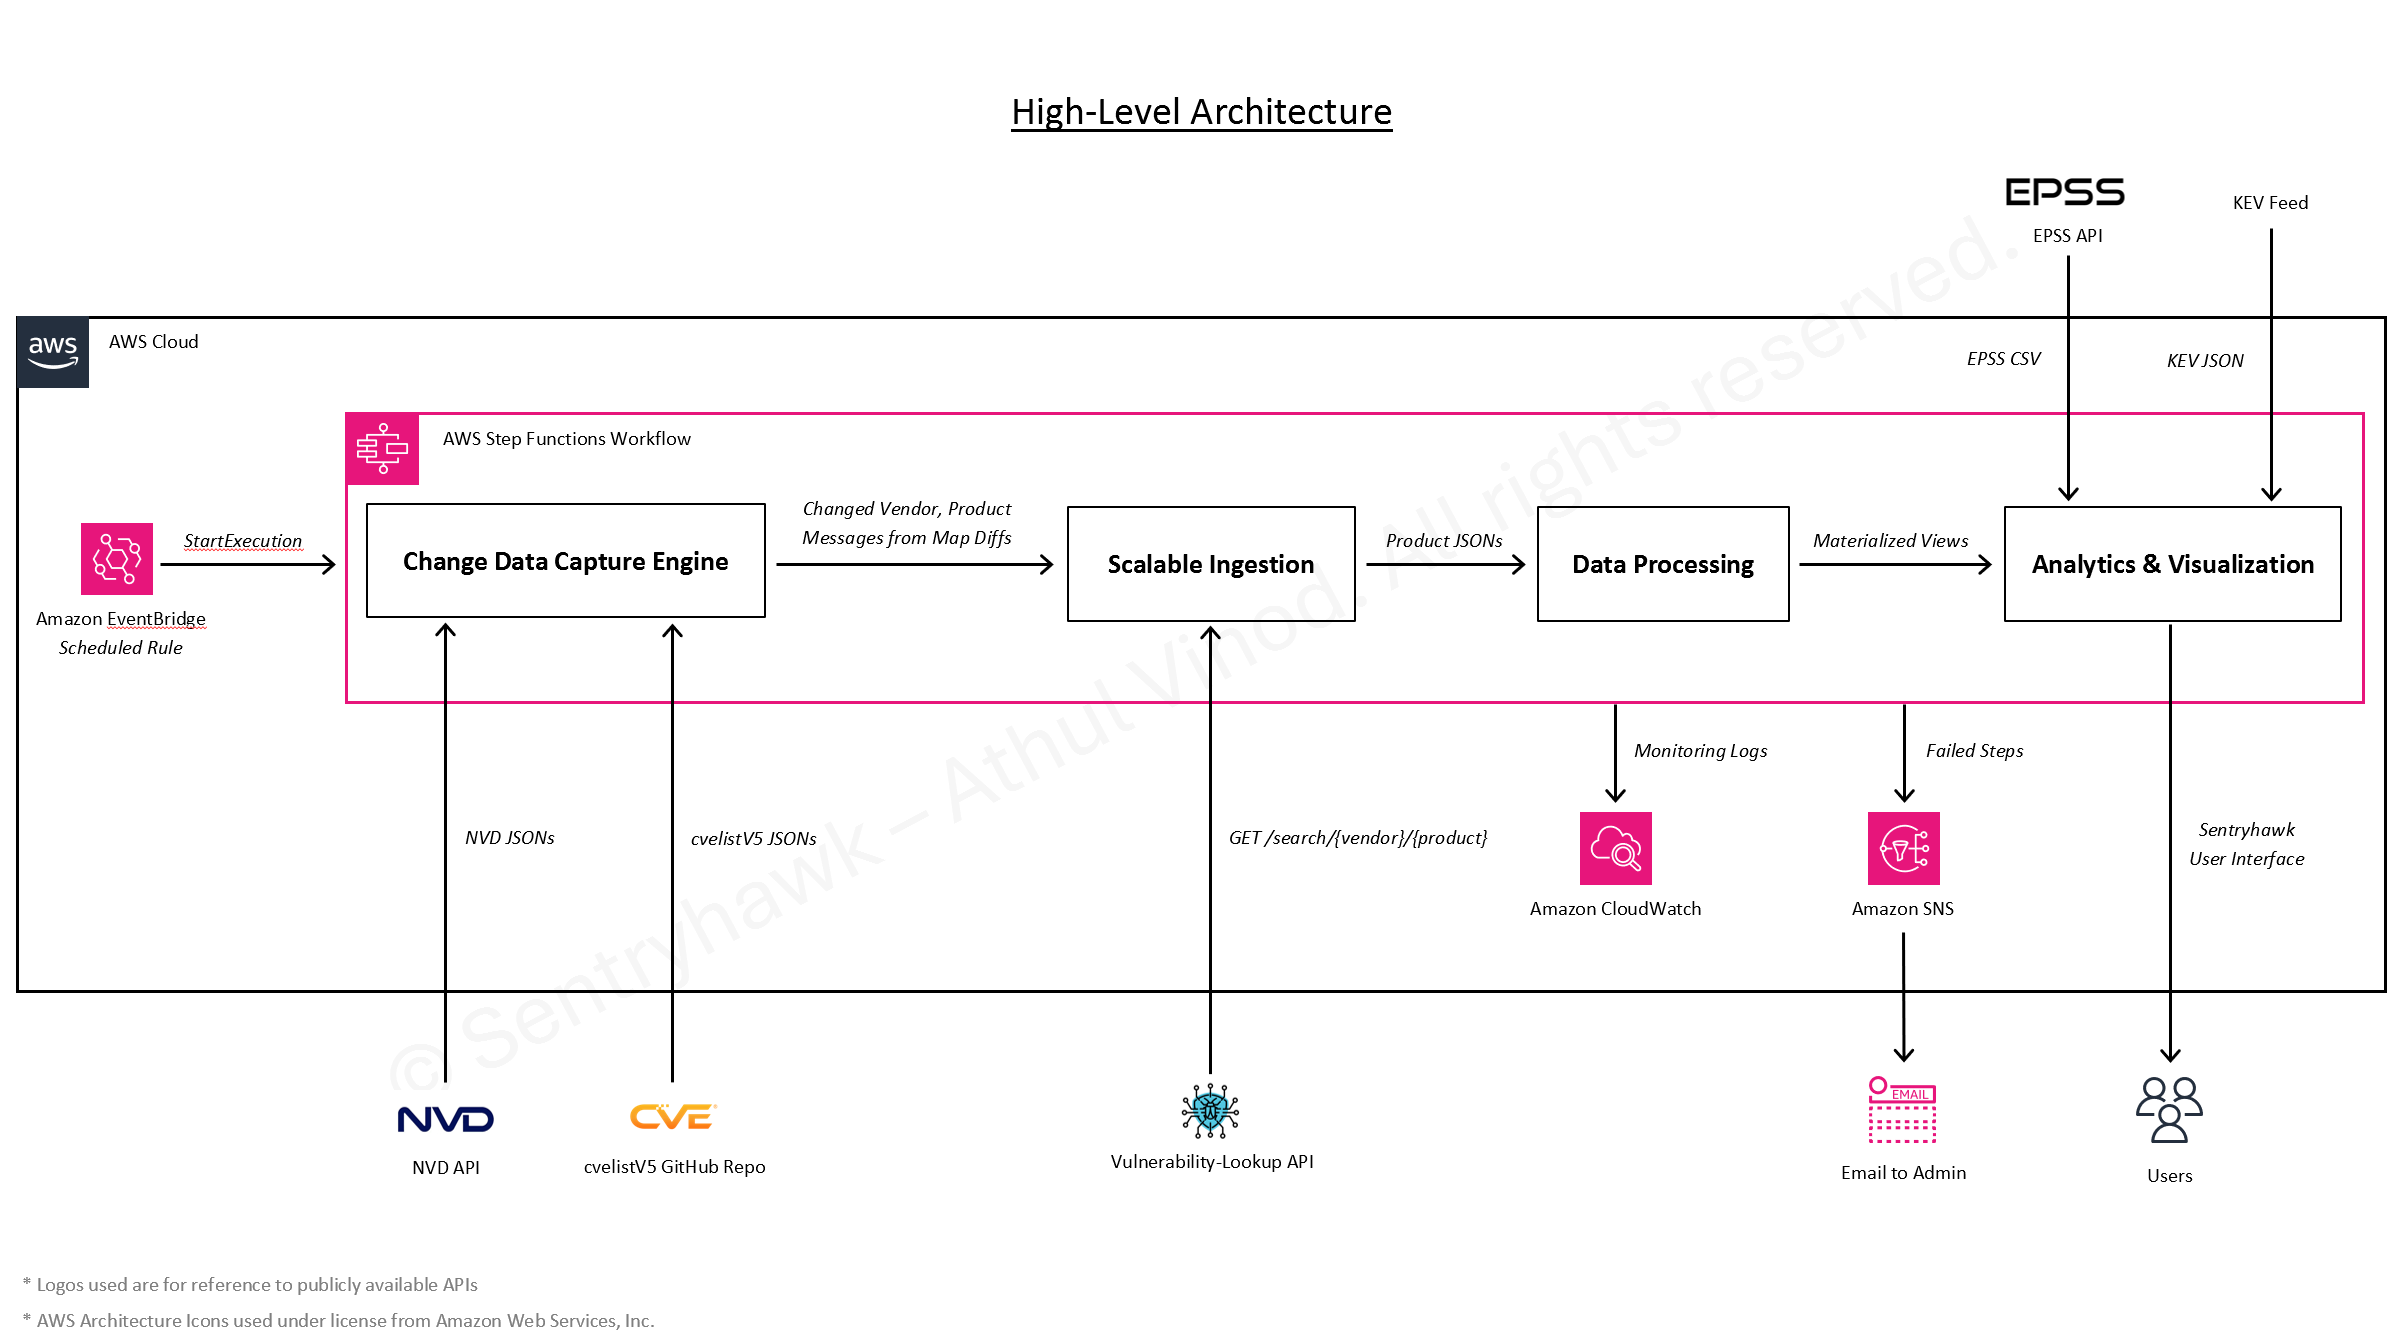 High-Level Architecture
EPSS
EPSS API
KEV Feed
aws
AWS Cloud
EPSS CSV
KEV JSON
AWS Step Functions Workflow
StartExecution
Amazon EventBridge
Scheduled Rule
Change Data Capture Engine
Changed Vendor, Product
Messages from Map Diffs
Scalable Ingestion
Product JSONs
Data Processing
Materialized Views
Analytics & Visualization
NVD JSONs
cvelistV5 JSONs
GET /search/{vendor}/{product}
Monitoring Logs
Failed Steps
Sentryhawk
User Interface
Amazon CloudWatch
Amazon SNS
© Sentryhawk – Athul Vinod. All rights reserved.
NVD
NVD API
CVE®
cvelistV5 GitHub Repo
Vulnerability-Lookup API
EMAIL
Email to Admin
Users
* Logos used are for reference to publicly available APIs
* AWS Architecture Icons used under license from Amazon Web Services, Inc.